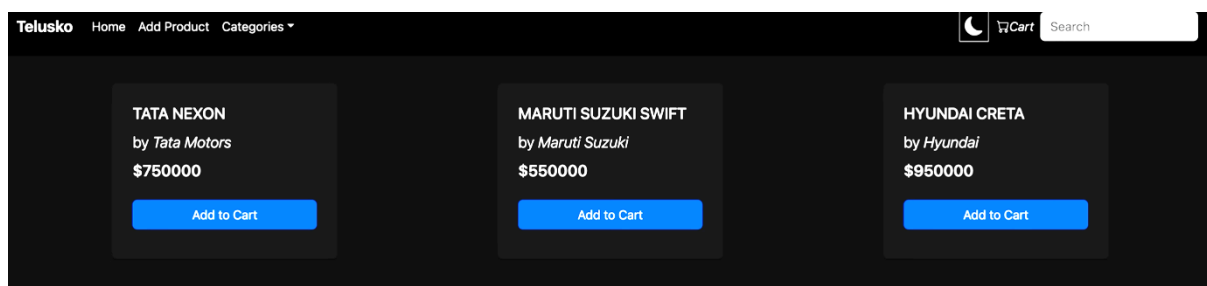 Telusko Home Add Product Categories Cart Search
TATA NEXON
by Tata Motors
$750000
Add to Cart
MARUTI SUZUKI SWIFT
by Maruti Suzuki
$550000
Add to Cart
HYUNDAI CRETA
by Hyundai
$950000
Add to Cart